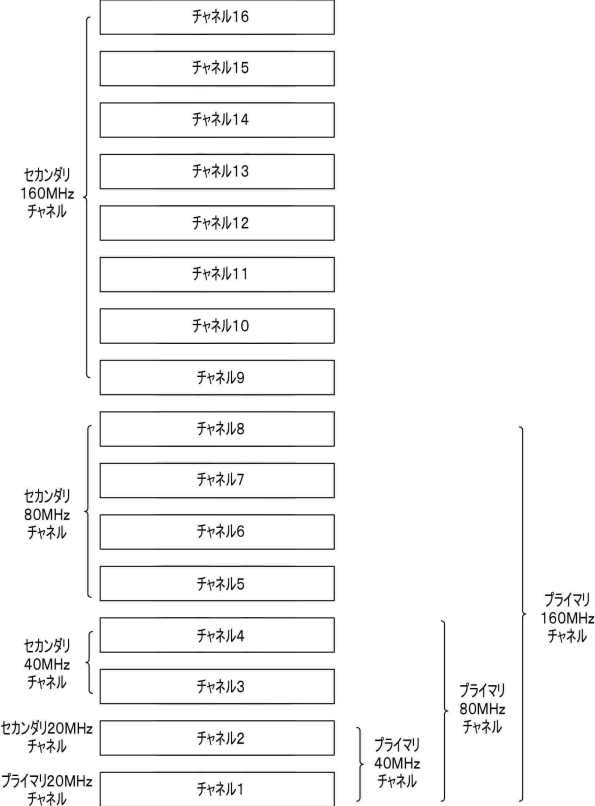 チャネル16
チャネル15
チャネル14
チャネル13
セカンダリ
160MHz
チャネル
チャネル12
チャネル11
チャネル10
チャネル9
チャネル8
チャネル7
セカンダリ
80MHz
チャネル
チャネル6
チャネル5
プライマリ
160MHz
チャネル
チャネル4
セカンダリ
40MHz
チャネル
チャネル3
プライマリ
80MHz
チャネル
セカンダリ20MHz
チャネル
チャネル2
プライマリ
40MHz
チャネル
プライマリ20MHz
チャネル
チャネル1